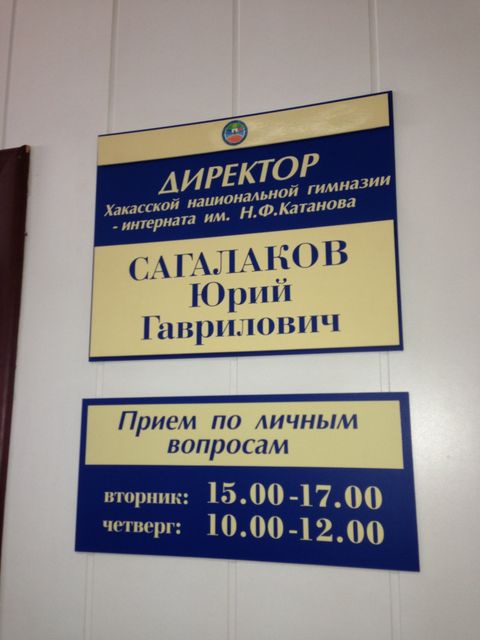 ДИРЕКТОР
Хакасской национальной гимназии
- интерната им. Н.Ф.Катанова
САГАЛАКОВ
Юрий
Гаврилович
Прием по личным
вопросам
вторник: 15.00-17.00
четверг: 10.00-12.00